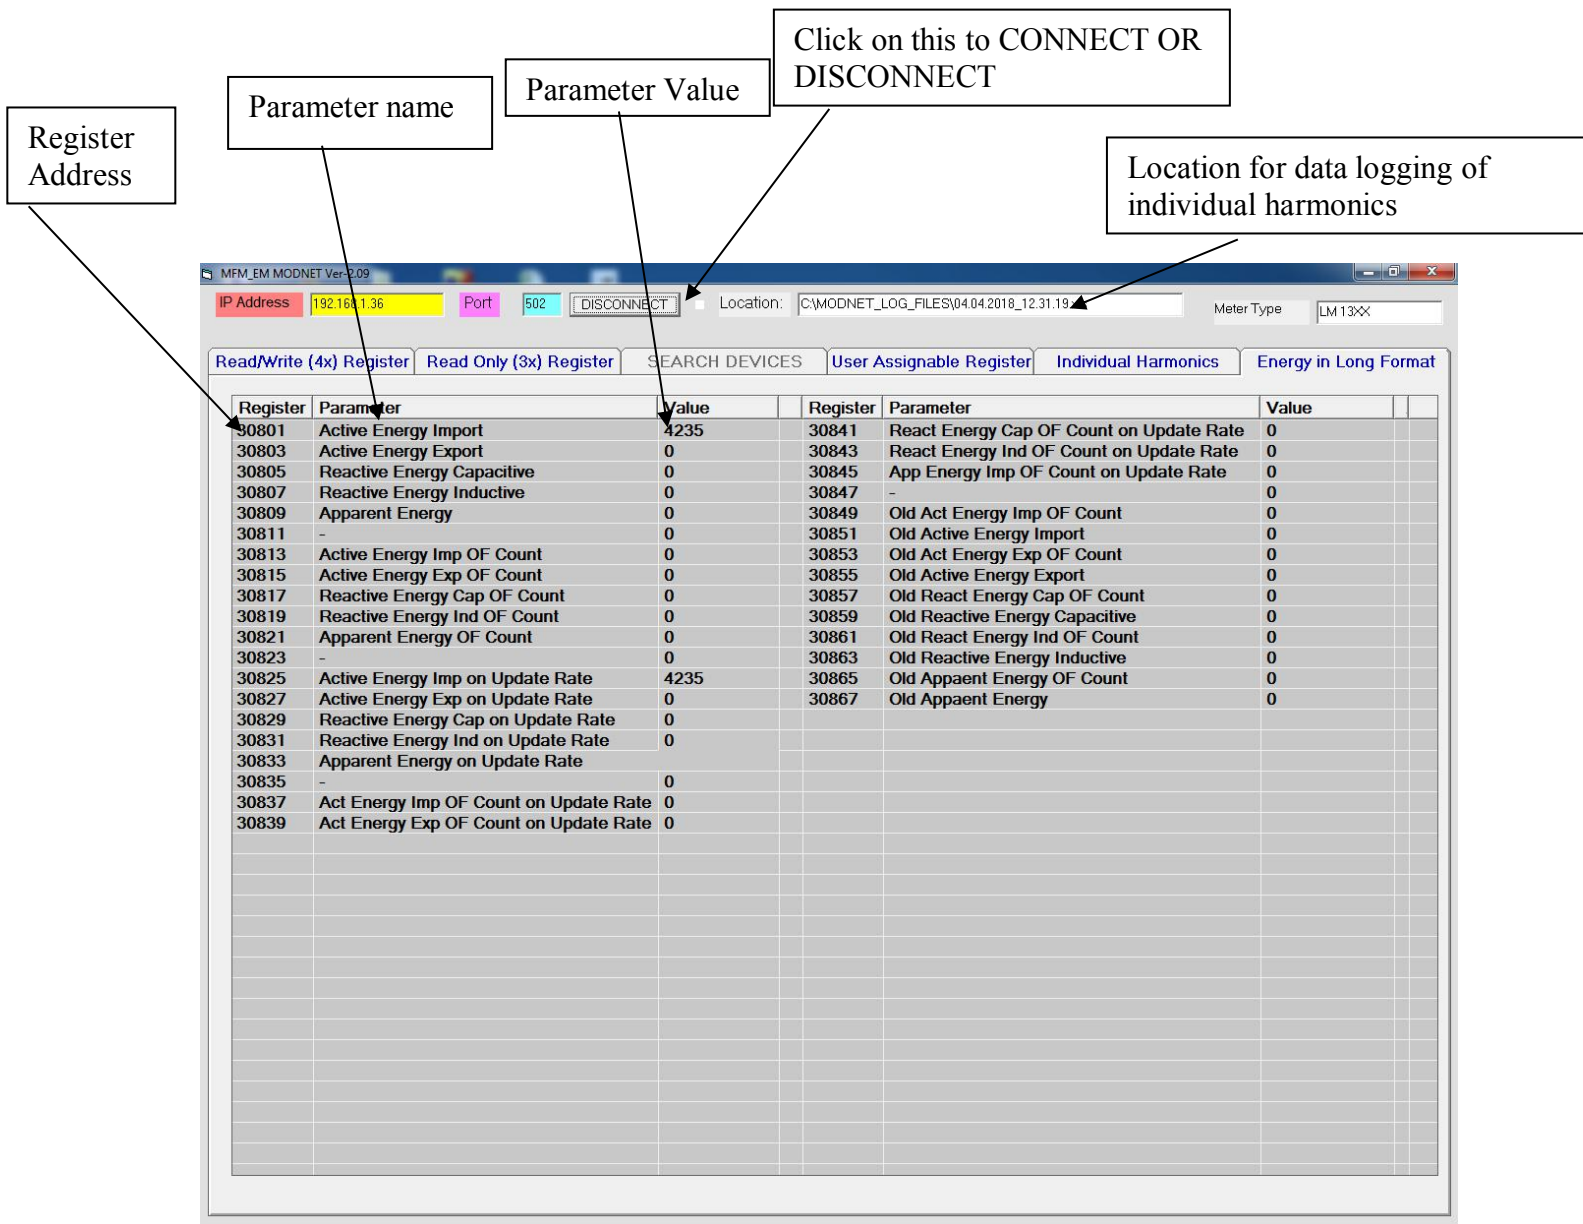 Click on this to CONNECT OR
DISCONNECT
Parameter Value
Parameter name
Register
Address
Location for data logging of
individual harmonics
MFM_EM MODNET Ver-2.09
IP Address 192.168.1.36 Port 502 DISCONNECT Location: C:\MODNET_LOG_FILES\04.04.2018_12.31.19 Meter Type LM 13XX
Read/Write (4x) Register Read Only (3x) Register SEARCH DEVICES User Assignable Register Individual Harmonics Energy in Long Format
Register Parameter Value Register Parameter Value
30801 Active Energy Import 4235 30841 React Energy Cap OF Count on Update Rate 0
30803 Active Energy Export 0 30843 React Energy Ind OF Count on Update Rate 0
30805 Reactive Energy Capacitive 0 30845 App Energy Imp OF Count on Update Rate 0
30807 Reactive Energy Inductive 0 30847 - 0
30809 Apparent Energy 0 30849 Old Act Energy Imp OF Count 0
30811 - 0 30851 Old Active Energy Import 0
30813 Active Energy Imp OF Count 0 30853 Old Act Energy Exp OF Count 0
30815 Active Energy Exp OF Count 0 30855 Old Active Energy Export 0
30817 Reactive Energy Cap OF Count 0 30857 Old React Energy Cap OF Count 0
30819 Reactive Energy Ind OF Count 0 30859 Old Reactive Energy Capacitive 0
30821 Apparent Energy OF Count 0 30861 Old React Energy Ind OF Count 0
30823 - 0 30863 Old Reactive Energy Inductive 0
30825 Active Energy Imp on Update Rate 4235 30865 Old Appaent Energy OF Count 0
30827 Active Energy Exp on Update Rate 0 30867 Old Appaent Energy 0
30829 Reactive Energy Cap on Update Rate 0
30831 Reactive Energy Ind on Update Rate 0
30833 Apparent Energy on Update Rate
30835 - 0
30837 Act Energy Imp OF Count on Update Rate 0
30839 Act Energy Exp OF Count on Update Rate 0